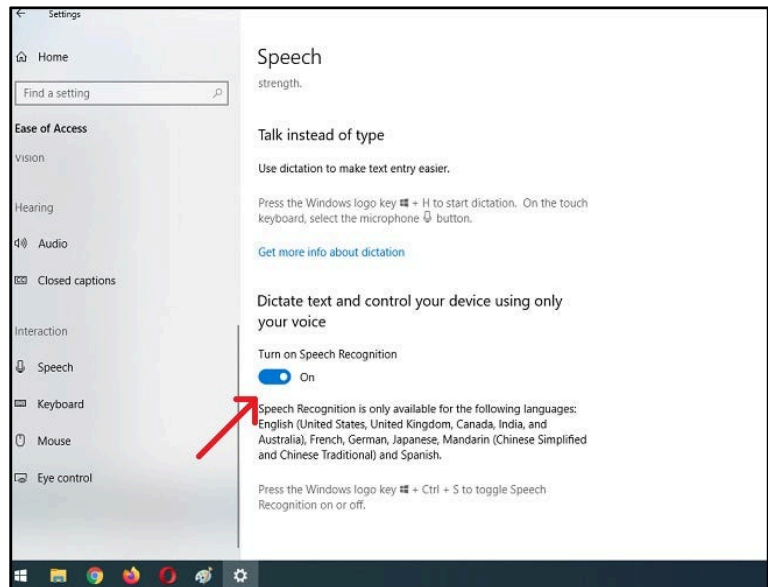 Settings
Home
Find a setting
Ease of Access
Vision
Hearing
Audio
Closed captions
Interaction
Speech
Keyboard
Mouse
Eye control
Speech
strength.
Talk instead of type
Use dictation to make text entry easier.
Press the Windows logo key + H to start dictation. On the touch
keyboard, select the microphone button.
Get more info about dictation
Dictate text and control your device using only
your voice
Turn on Speech Recognition
On
Speech Recognition is only available for the following languages:
English (United States, United Kingdom, Canada, India, and
Australia), French, German, Japanese, Mandarin (Chinese Simplified
and Chinese Traditional) and Spanish.
Press the Windows logo key + Ctrl + S to toggle Speech
Recognition on or off.